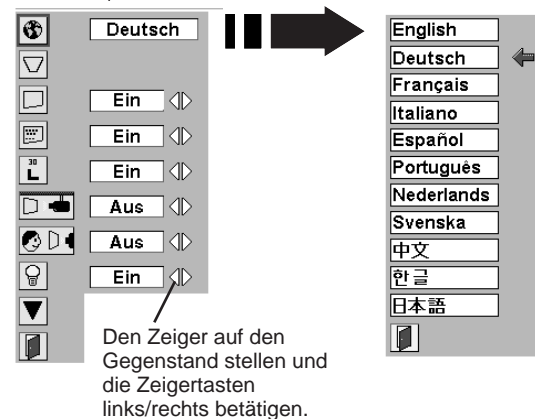 Deutsch
Ein
Ein
30
L
Ein
Aus
Aus
Ein
Den Zeiger auf den
Gegenstand stellen und
die Zeigertasten
links/rechts betätigen.
English
Deutsch
Français
Italiano
Español
Português
Nederlands
Svenska
中文
한글
日本語